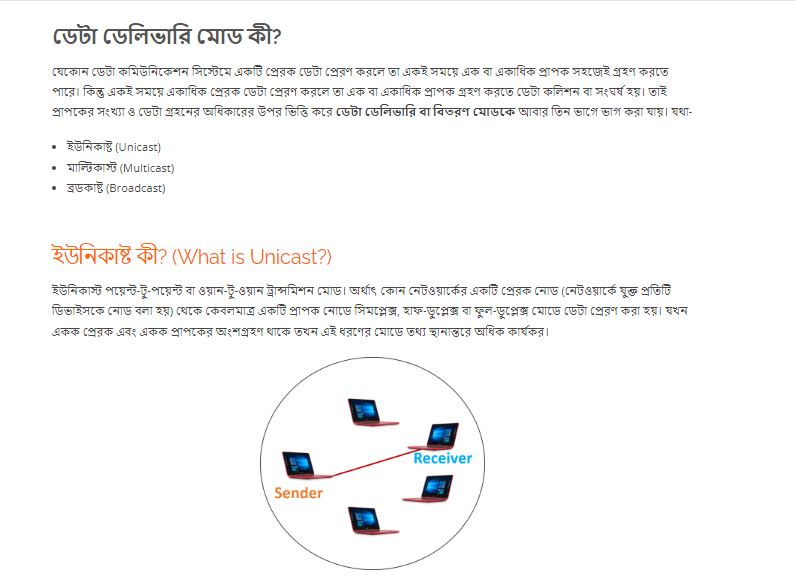 ডেটা ডেলিভারি মোড কী?
যেকোন ডেটা কমিউনিকেশন সিস্টেমে একটি প্রেরক ডেটা প্রেরণ করলে তা একই সময়ে এক বা একাধিক প্রাপক সহজেই গ্রহণ করতে
পারে। কিন্তু একই সময়ে একাধিক প্রেরক ডেটা প্রেরণ করলে তা এক বা একাধিক প্রাপক গ্রহণ করতে ডেটা কলিশন বা সংঘর্ষ হয়। তাই
প্রাপকের সংখ্যা ও ডেটা গ্রহনের অধিকারের উপর ভিত্তি করে ডেটা ডেলিভারি বা বিতরণ মোডকে আবার তিন ভাগে ভাগ করা যায়। যথা-
• ইউনিকাষ্ট (Unicast)
• মাল্টিকাস্ট (Multicast)
• ব্রডকাষ্ট (Broadcast)
ইউনিকাষ্ট কী? (What is Unicast?)
ইউনিকাস্ট পয়েন্ট-টু-পয়েন্ট বা ওয়ান-টু-ওয়ান ট্রান্সমিশন মোড। অর্থাৎ কোন নেটওয়ার্কের একটি প্রেরক নোড (নেটওয়ার্কে যুক্ত প্রতিটি
ডিভাইসকে নোড বলা হয়) থেকে কেবলমাত্র একটি প্রাপক নোডে সিমপ্লেক্স, হাফ-ডুপ্লেক্স বা ফুল-ডুপ্লেক্স মোডে ডেটা প্রেরণ করা হয়। যখন
একক প্রেরক এবং একক প্রাপকের অংশগ্রহণ থাকে তখন এই ধরণের মোডে তথ্য স্থানান্তরে অধিক কার্যকর।
Receiver
Sender